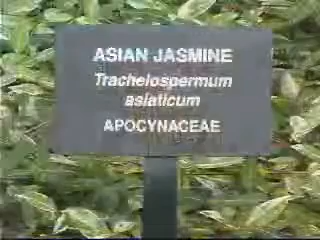 ASIAN JASMINE
Trachelospermum
asiaticum
APOCYNACEAE